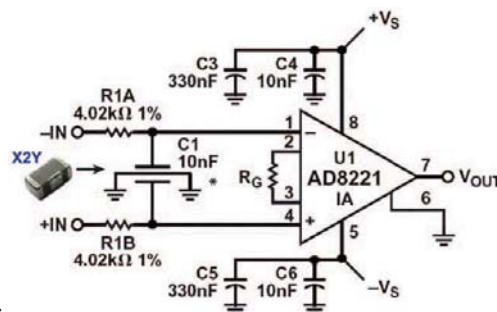 +VS
C3
330nF
C4
10nF
R1A
4.02kΩ 1%
–IN
1
8
2
–
X2Y
C1
10nF
*
RG
U1
AD8221
IA
7
VOUT
3
6
4
+
+IN
R1B
4.02kΩ 1%
5
C5
330nF
C6
10nF
–VS